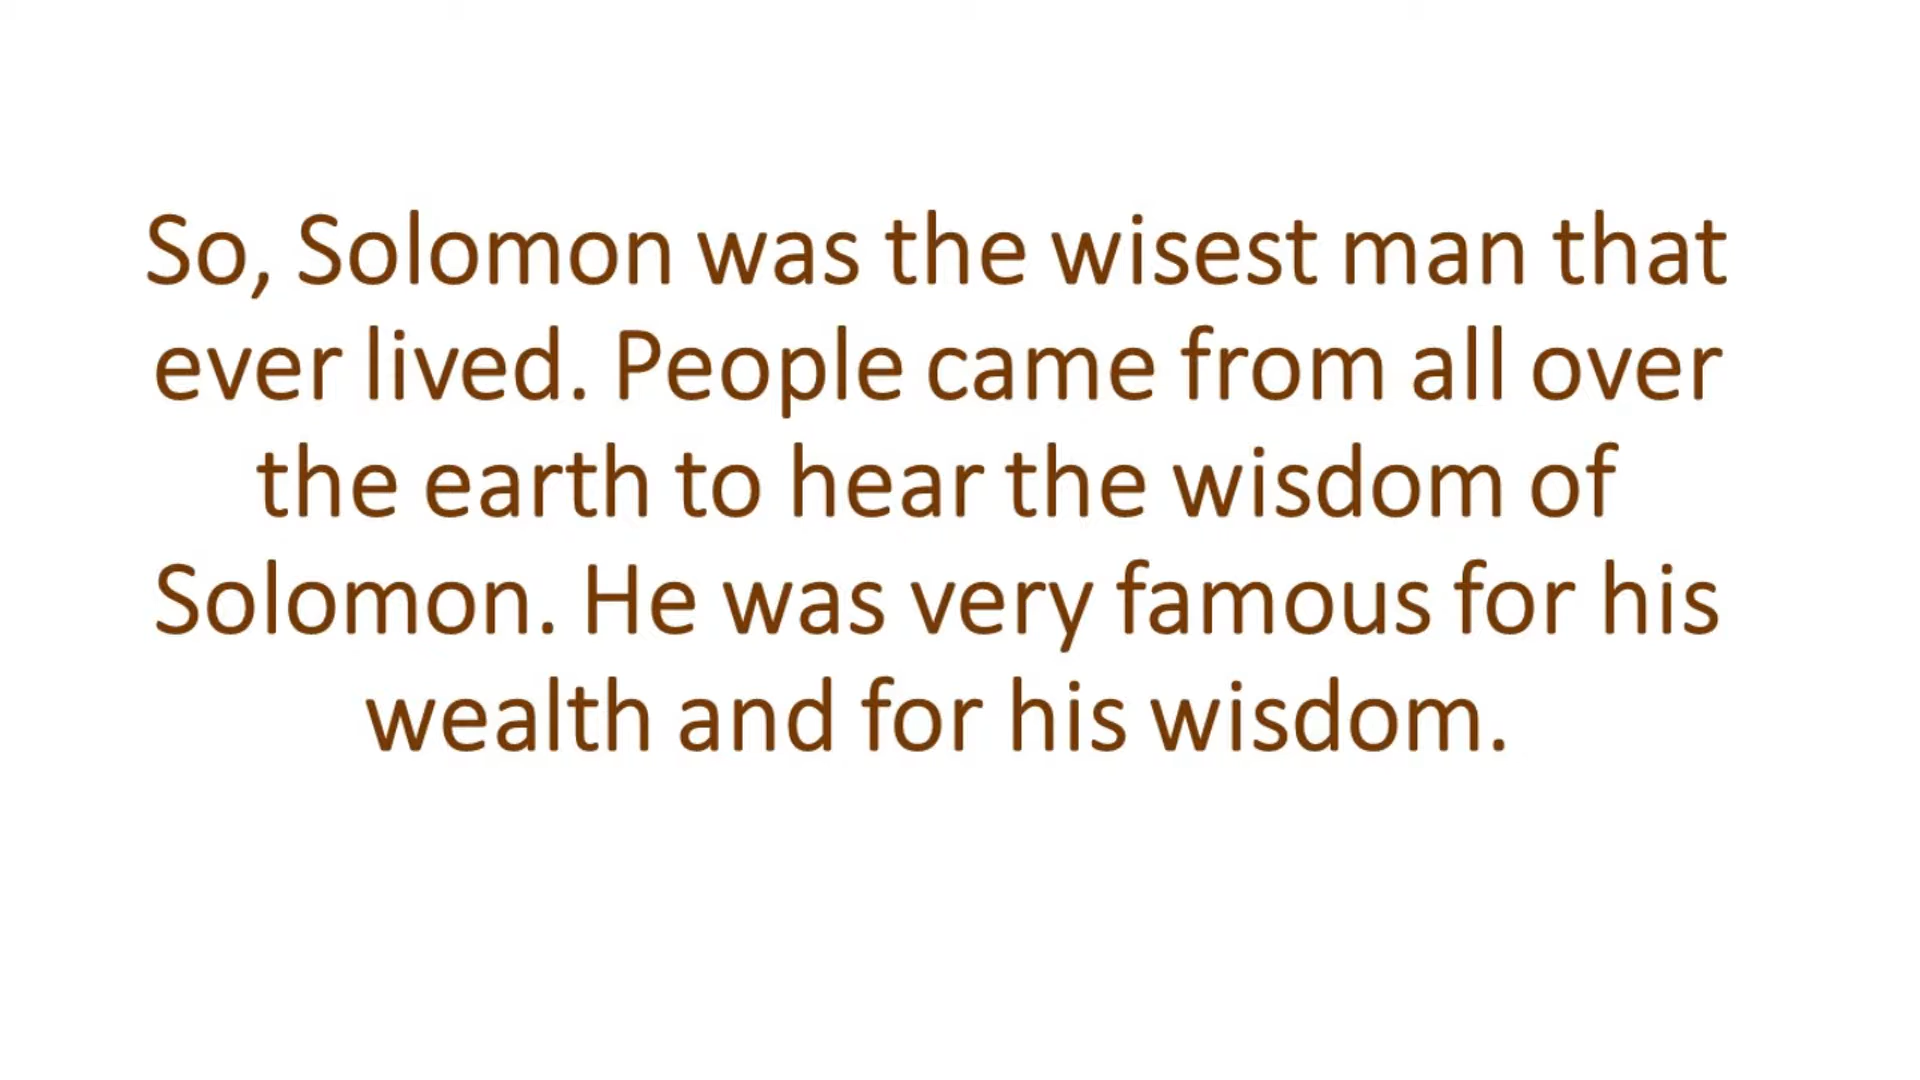 So, Solomon was the wisest man that
ever lived. People came from all over
the earth to hear the wisdom of
Solomon. He was very famous for his
wealth and for his wisdom.